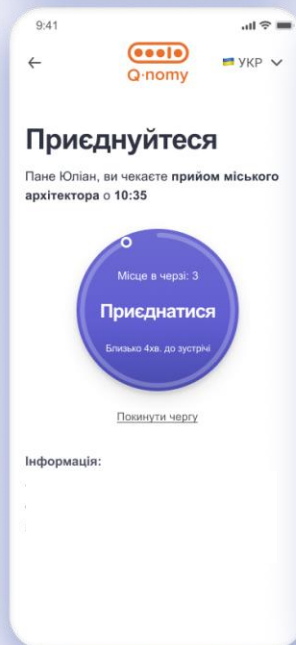 9:41
Q-nomy
УКР
Приєднуйтеся
Пане Юліан, ви чекаєте прийом міського
архітектора о 10:35
Місце в черзі: 3
Приєднатися
Близько 4хв. до зустрічі
Покинути чергу
Інформація: